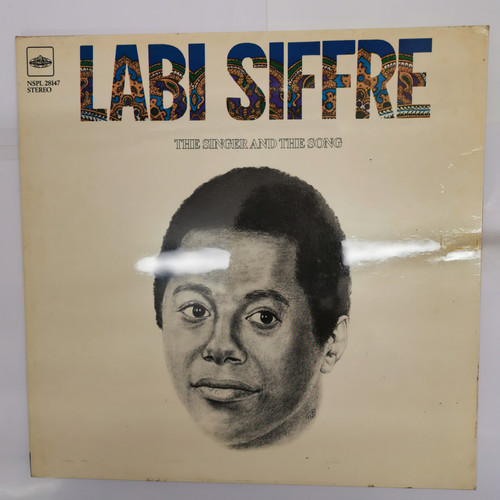 LABI SIFFRE
NSPL 28147
STEREO
THE SINGER AND THE SONG